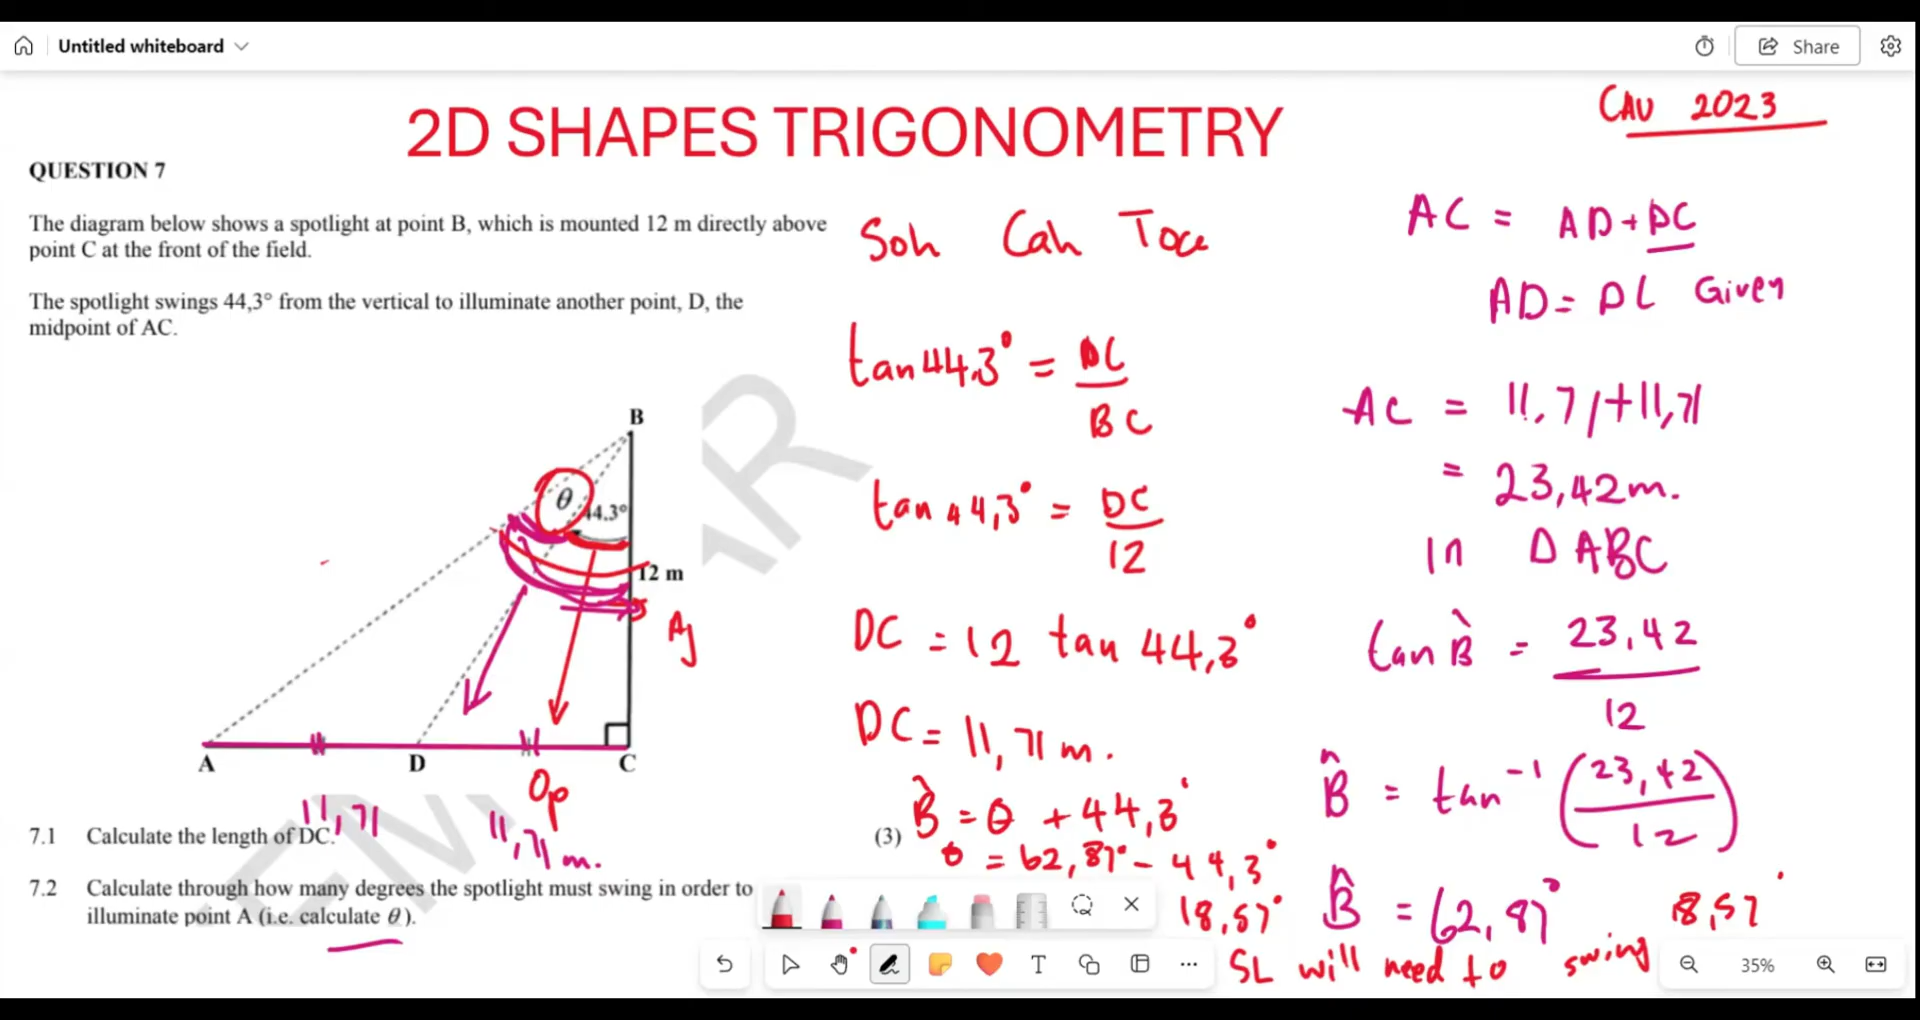 Untitled whiteboard
Share
2D SHAPES TRIGONOMETRY
CAU 2023
QUESTION 7
The diagram below shows a spotlight at point B, which is mounted 12 m directly above
point C at the front of the field.
The spotlight swings 44,3° from the vertical to illuminate another point, D, the
midpoint of AC.
B
θ
44.3°
12 m
Aj
A
D
C
Op
11,71
11,71 m.
7.1 Calculate the length of DC. (3)
7.2 Calculate through how many degrees the spotlight must swing in order to
illuminate point A (i.e. calculate θ).
Soh Cah Toa
tan 44.3° = DC / BC
tan 44,3° = DC / 12
DC = 12 tan 44,3°
DC = 11,71 m.
B̂ = θ + 44,3°
θ = 62,87° - 44,3°
18,57°
AC = AD + DC
AD = DC Given
AC = 11,71 + 11,71
= 23,42 m.
In Δ ABC
tan B̂ = 23,42 / 12
B̂ = tan⁻¹ (23,42 / 12)
B̂ = 62,87°
SL will need to swing 18,57°
35%